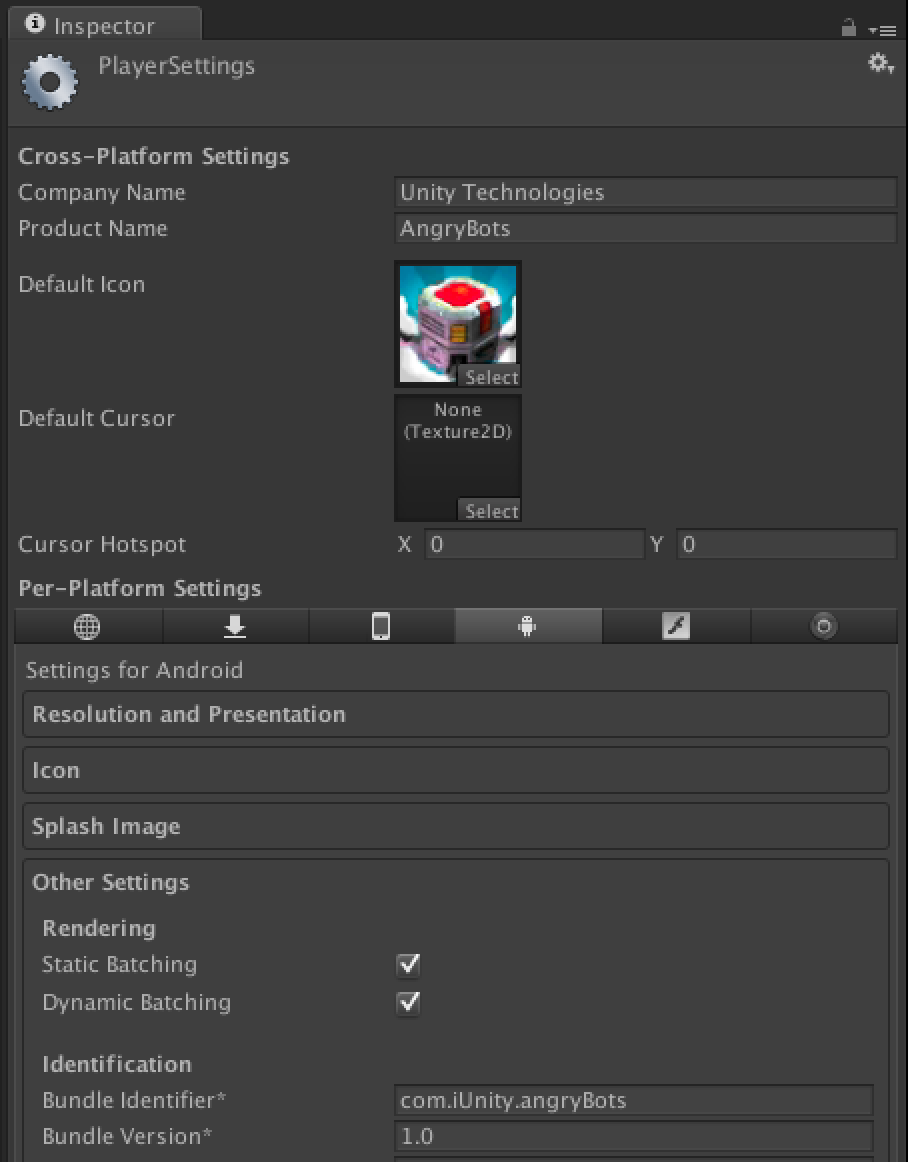 Inspector
PlayerSettings
Cross-Platform Settings
Company Name Unity Technologies
Product Name AngryBots
Default Icon
Select
Default Cursor
None
(Texture2D)
Select
Cursor Hotspot X 0 Y 0
Per-Platform Settings
Settings for Android
Resolution and Presentation
Icon
Splash Image
Other Settings
Rendering
Static Batching
Dynamic Batching
Identification
Bundle Identifier* com.iUnity.angryBots
Bundle Version* 1.0